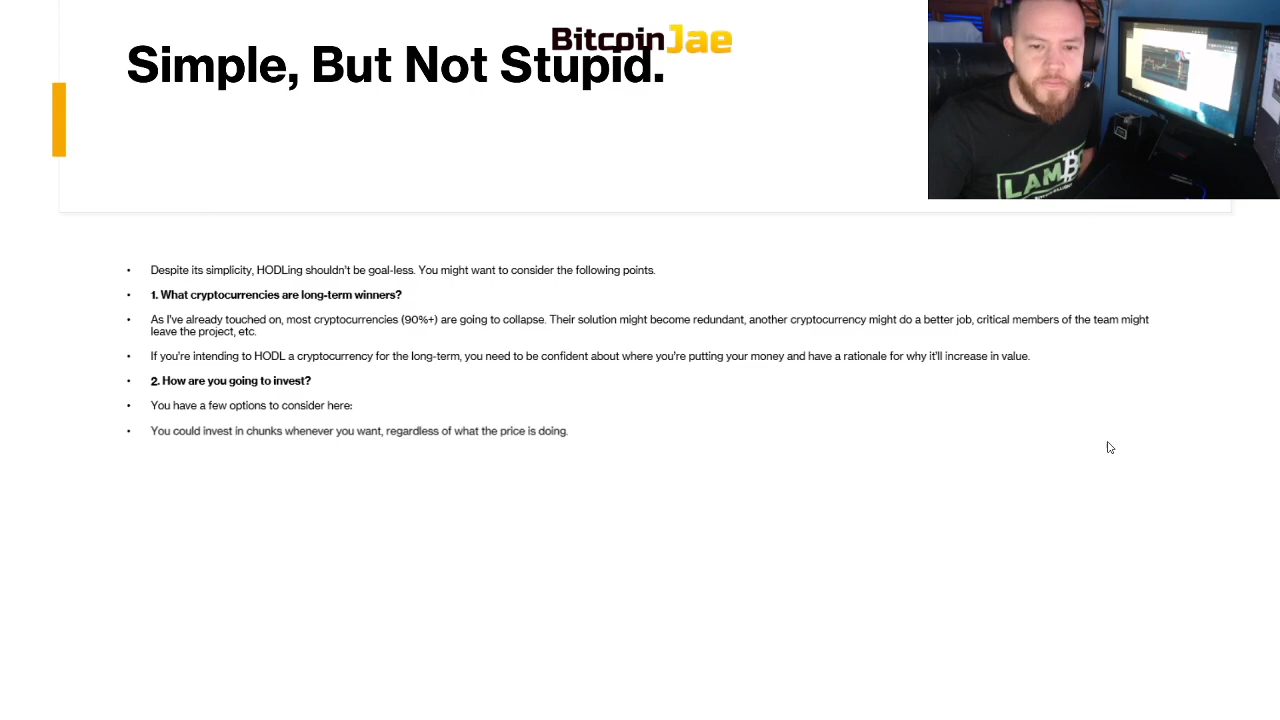 BitcoinJae
Simple, But Not Stupid.
LAMB
• Despite its simplicity, HODLing shouldn't be goal-less. You might want to consider the following points.
• 1. What cryptocurrencies are long-term winners?
• As I've already touched on, most cryptocurrencies (90%+) are going to collapse. Their solution might become redundant, another cryptocurrency might do a better job, critical members of the team might
leave the project, etc.
• If you're intending to HODL a cryptocurrency for the long-term, you need to be confident about where you're putting your money and have a rationale for why it'll increase in value.
• 2. How are you going to invest?
• You have a few options to consider here:
• You could invest in chunks whenever you want, regardless of what the price is doing.